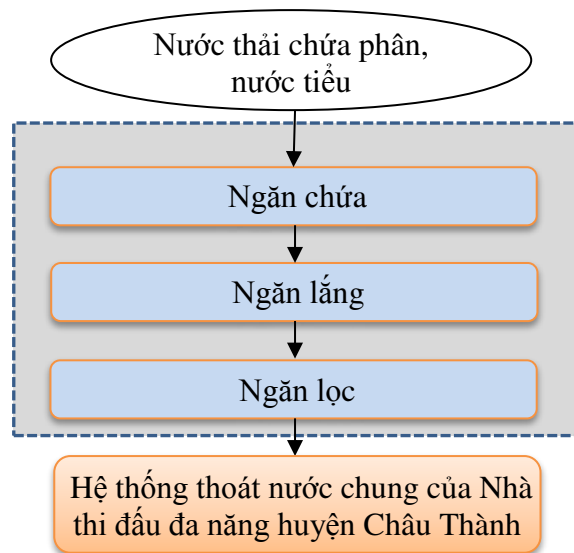 Nước thải chứa phân,
nước tiểu
Ngăn chứa
Ngăn lắng
Ngăn lọc
Hệ thống thoát nước chung của Nhà
thi đấu đa năng huyện Châu Thành